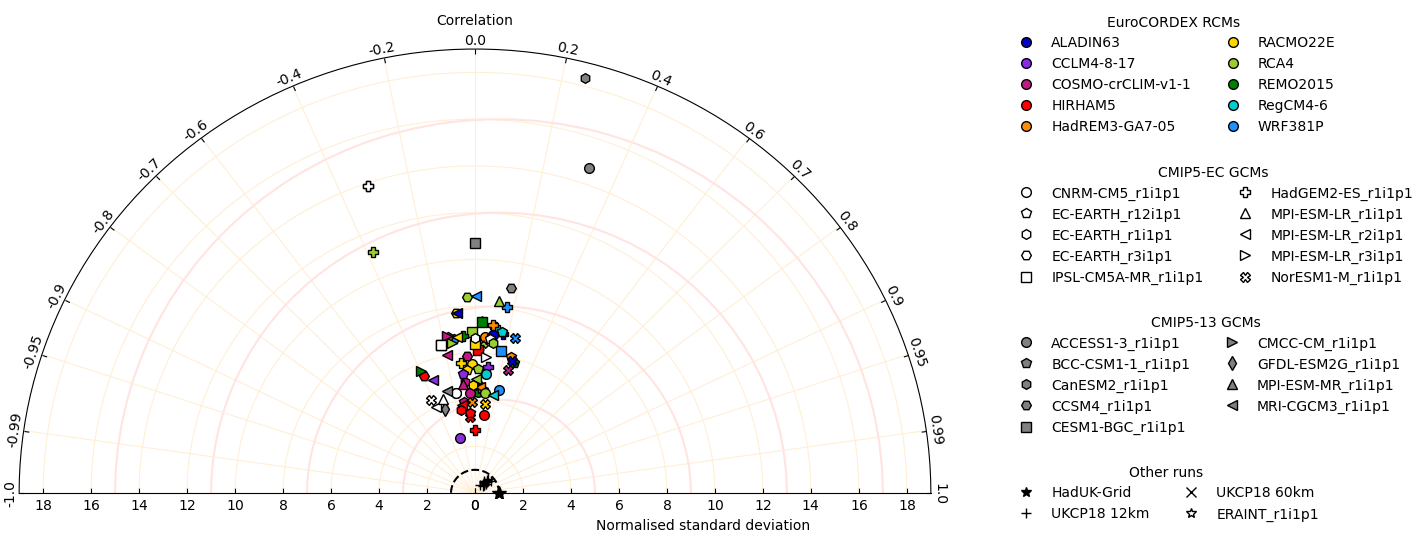 Correlation
-1.0
-0.99
-0.95
-0.9
-0.8
-0.7
-0.6
-0.4
-0.2
0.0
0.2
0.4
0.6
0.7
0.8
0.9
0.95
0.99
1.0
18 16 14 12 10 8 6 4 2 0 2 4 6 8 10 12 14 16 18
Normalised standard deviation
EuroCORDEX RCMs
ALADIN63 RACMO22E
CCLM4-8-17 RCA4
COSMO-crCLIM-v1-1 REMO2015
HIRHAM5 RegCM4-6
HadREM3-GA7-05 WRF381P
CMIP5-EC GCMs
CNRM-CM5_r1i1p1 HadGEM2-ES_r1i1p1
EC-EARTH_r12i1p1 MPI-ESM-LR_r1i1p1
EC-EARTH_r1i1p1 MPI-ESM-LR_r2i1p1
EC-EARTH_r3i1p1 MPI-ESM-LR_r3i1p1
IPSL-CM5A-MR_r1i1p1 NorESM1-M_r1i1p1
CMIP5-13 GCMs
ACCESS1-3_r1i1p1 CMCC-CM_r1i1p1
BCC-CSM1-1_r1i1p1 GFDL-ESM2G_r1i1p1
CanESM2_r1i1p1 MPI-ESM-MR_r1i1p1
CCSM4_r1i1p1 MRI-CGCM3_r1i1p1
CESM1-BGC_r1i1p1
Other runs
HadUK-Grid UKCP18 60km
UKCP18 12km ERAINT_r1i1p1